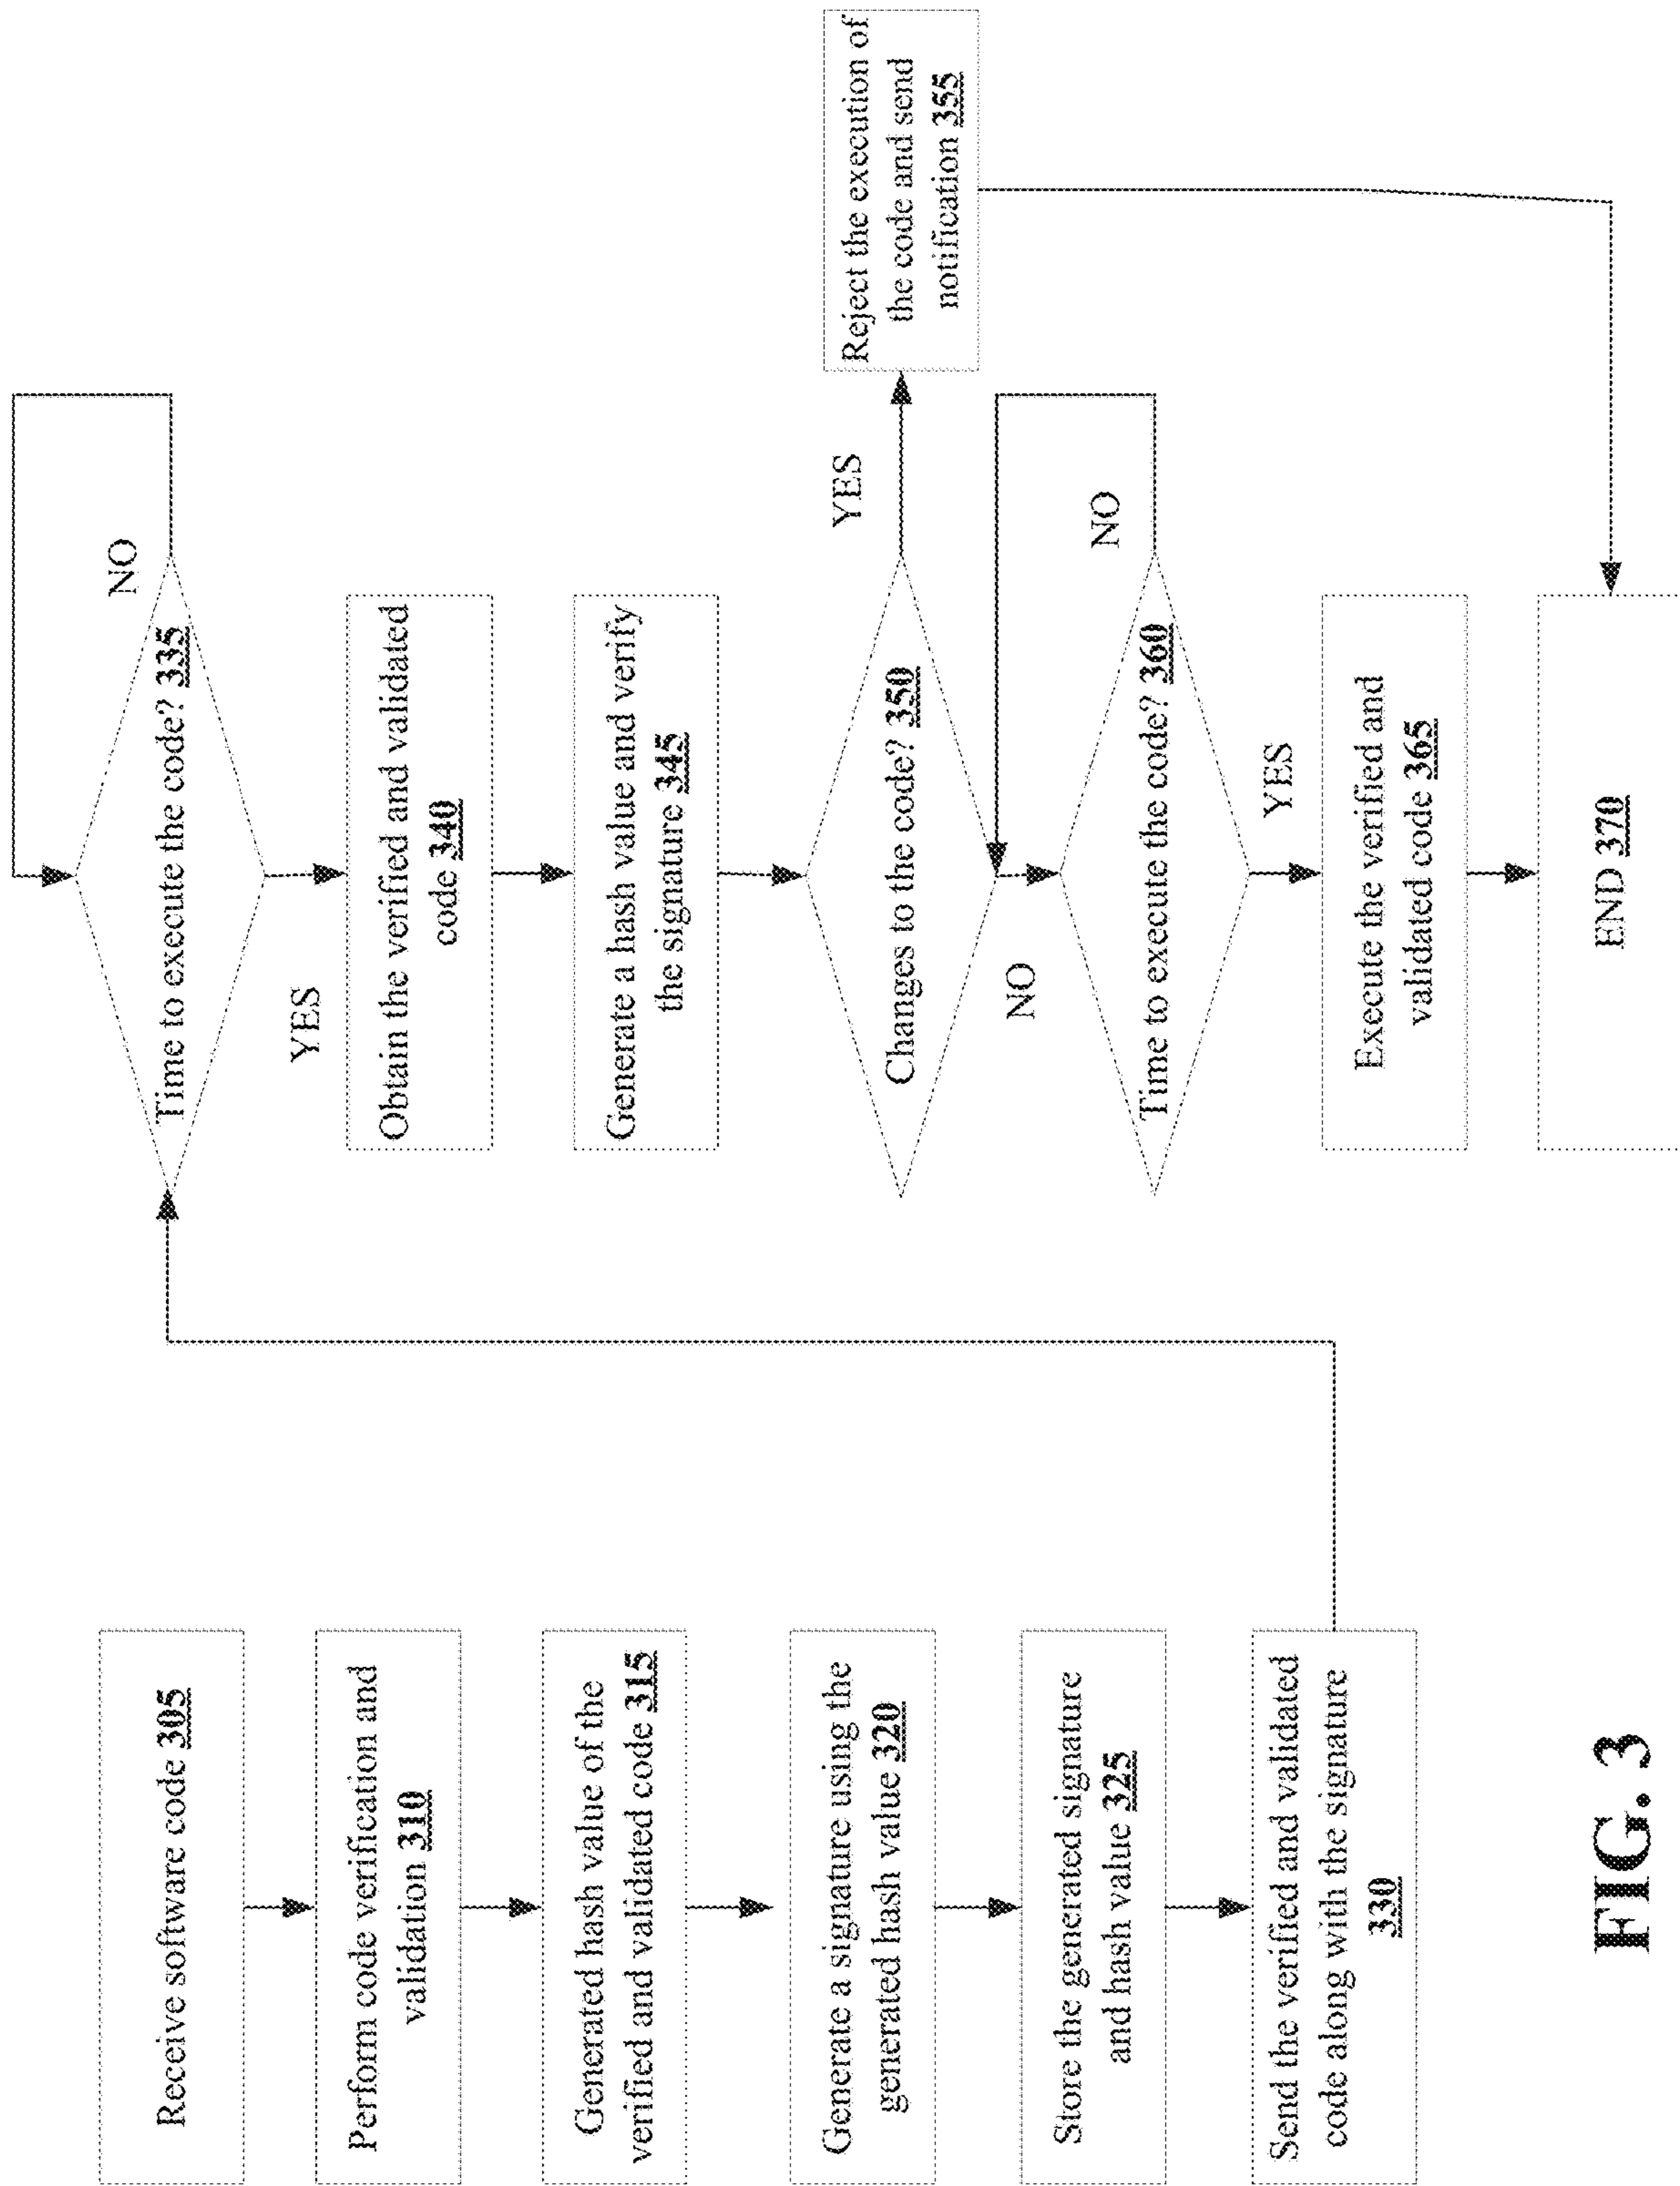 Receive software code 305
Perform code verification and
validation 310
Generated hash value of the
verified and validated code 315
Generate a signature using the
generated hash value 320
Store the generated signature
and hash value 325
Send the verified and validated
code along with the signature
330
Time to execute the code? 335
NO
YES
Obtain the verified and validated
code 340
Generate a hash value and verify
the signature 345
Changes to the code? 350
YES
Reject the execution of
the code and send
notification 355
NO
Time to execute the code? 360
NO
YES
Execute the verified and
validated code 365
END 370
FIG. 3